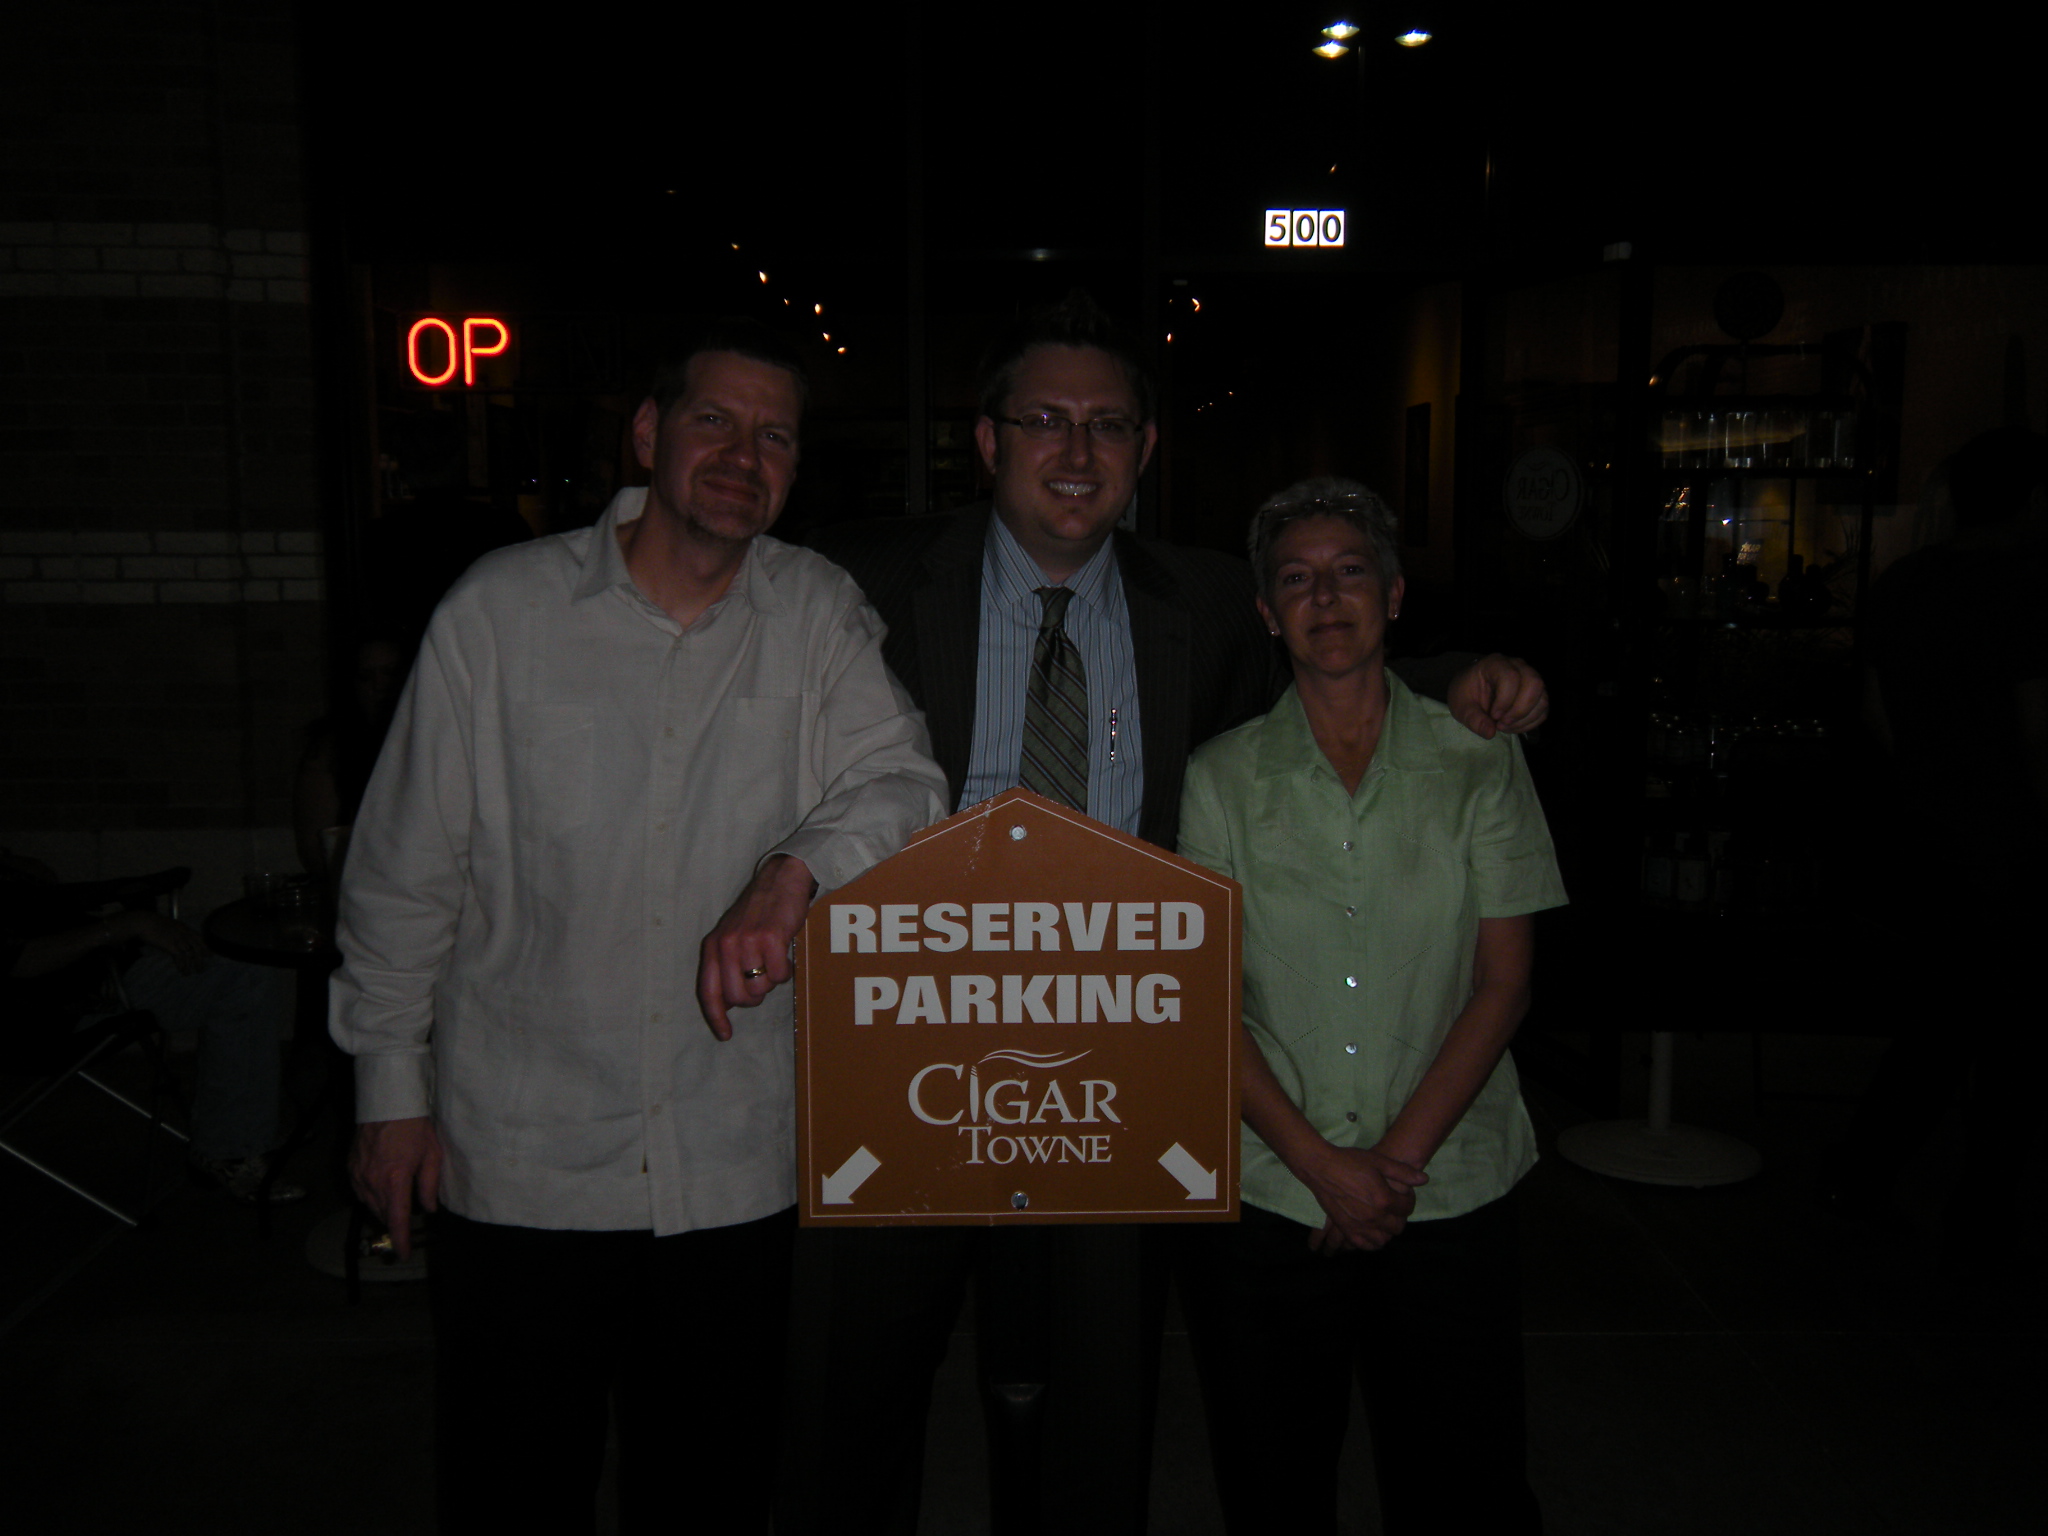 500
OP
RESERVED
PARKING
CIGAR
TOWNE